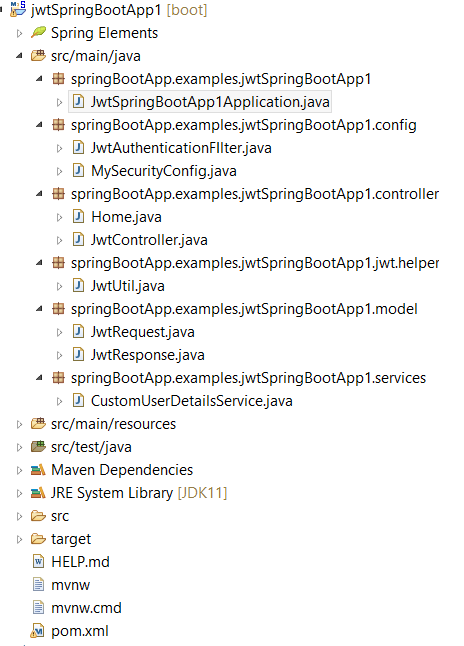 jwtSpringBootApp1 [boot]
Spring Elements
src/main/java
springBootApp.examples.jwtSpringBootApp1
JwtSpringBootApp1Application.java
springBootApp.examples.jwtSpringBootApp1.config
JwtAuthenticationFIlter.java
MySecurityConfig.java
springBootApp.examples.jwtSpringBootApp1.controller
Home.java
JwtController.java
springBootApp.examples.jwtSpringBootApp1.jwt.helper
JwtUtil.java
springBootApp.examples.jwtSpringBootApp1.model
JwtRequest.java
JwtResponse.java
springBootApp.examples.jwtSpringBootApp1.services
CustomUserDetailsService.java
src/main/resources
src/test/java
Maven Dependencies
JRE System Library [JDK11]
src
target
HELP.md
mvnw
mvnw.cmd
pom.xml